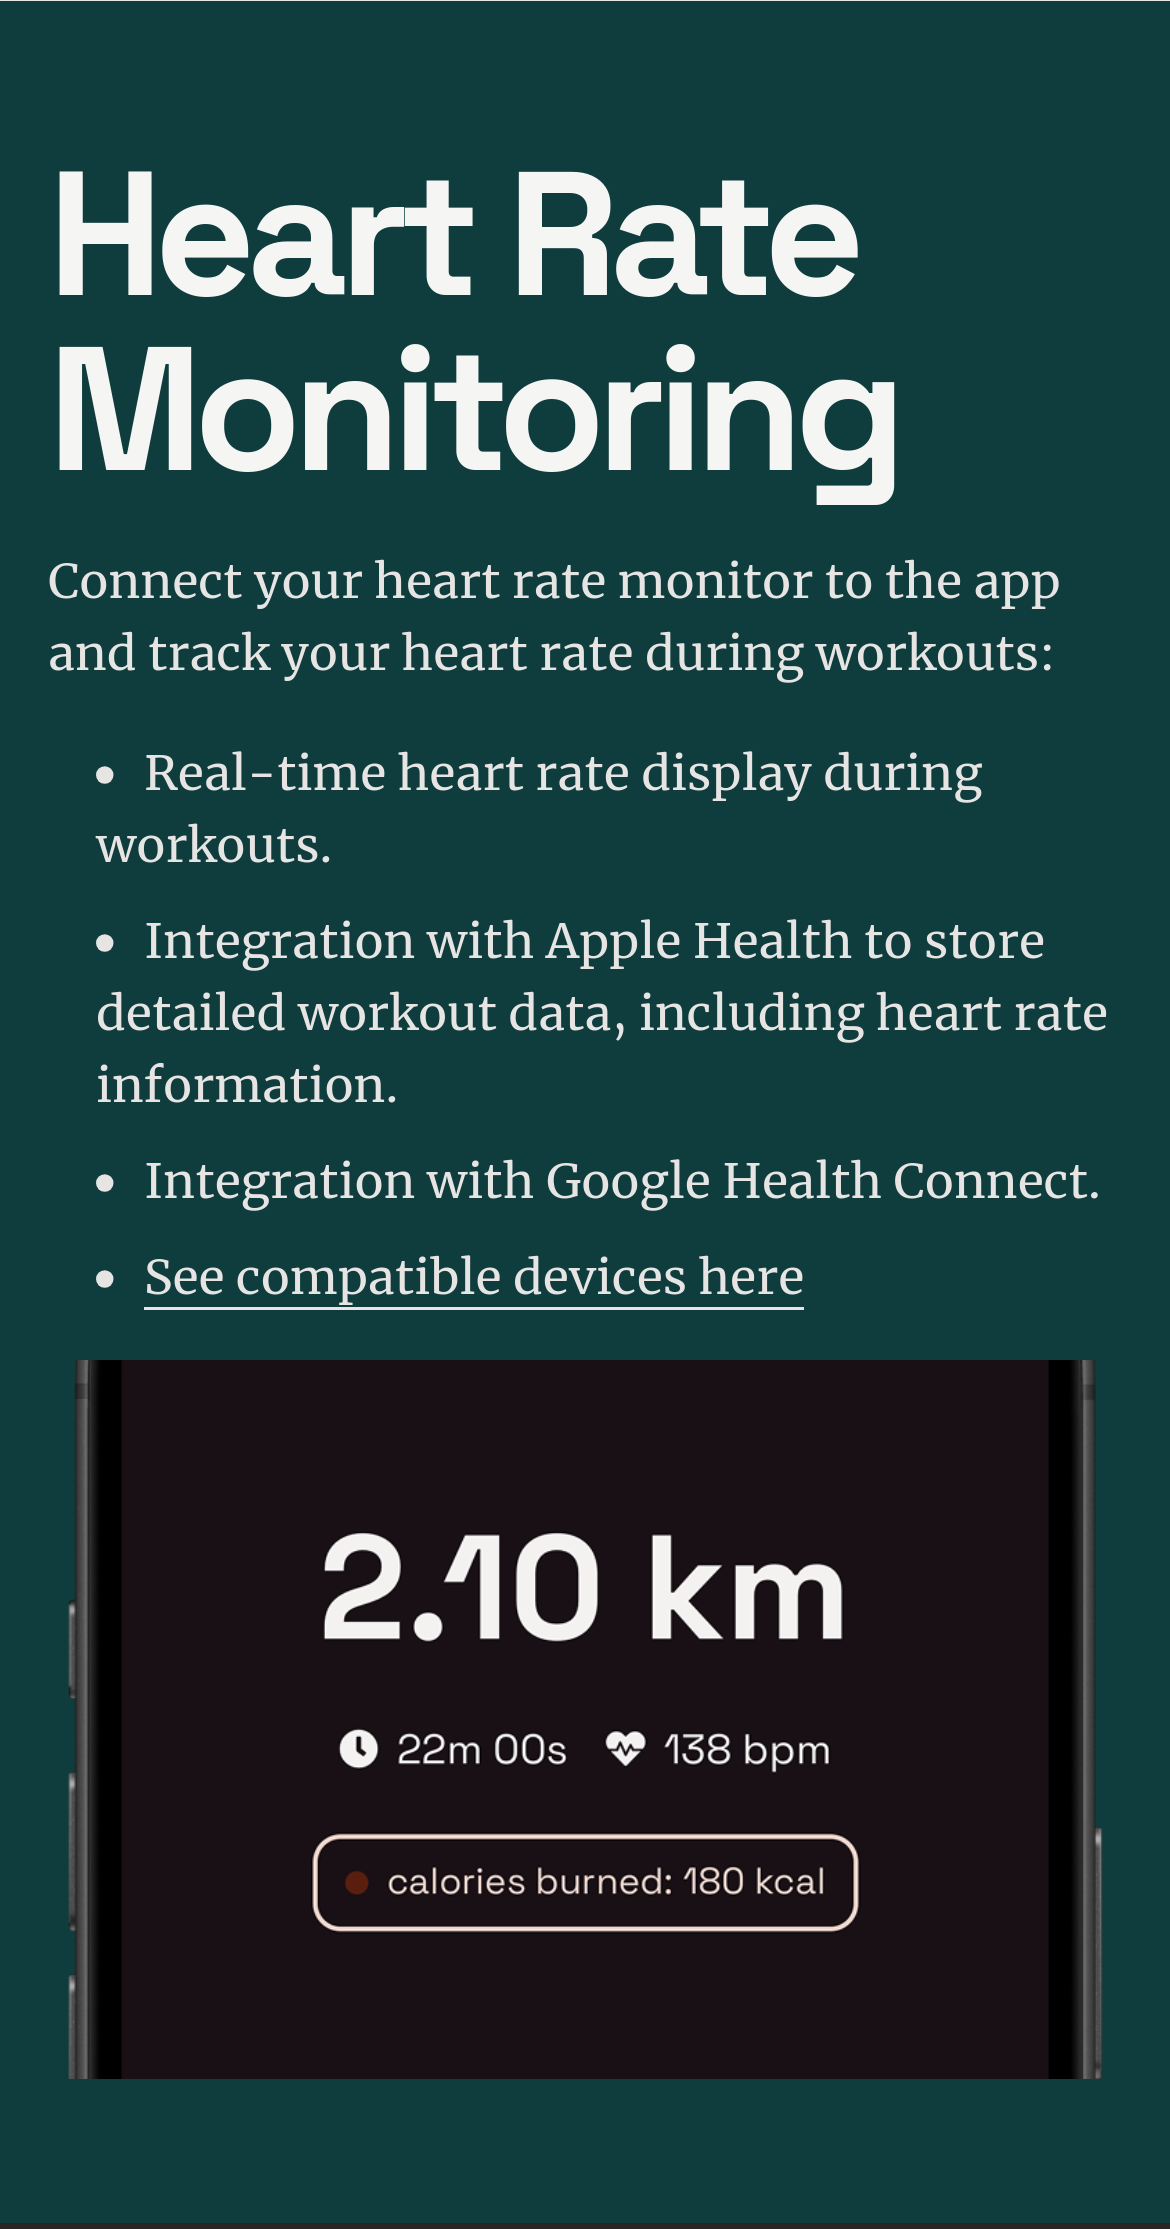 Heart Rate
Monitoring
Connect your heart rate monitor to the app
and track your heart rate during workouts:
• Real-time heart rate display during
workouts.
• Integration with Apple Health to store
detailed workout data, including heart rate
information.
• Integration with Google Health Connect.
• See compatible devices here
2.10 km
22m 00s 138 bpm
calories burned: 180 kcal